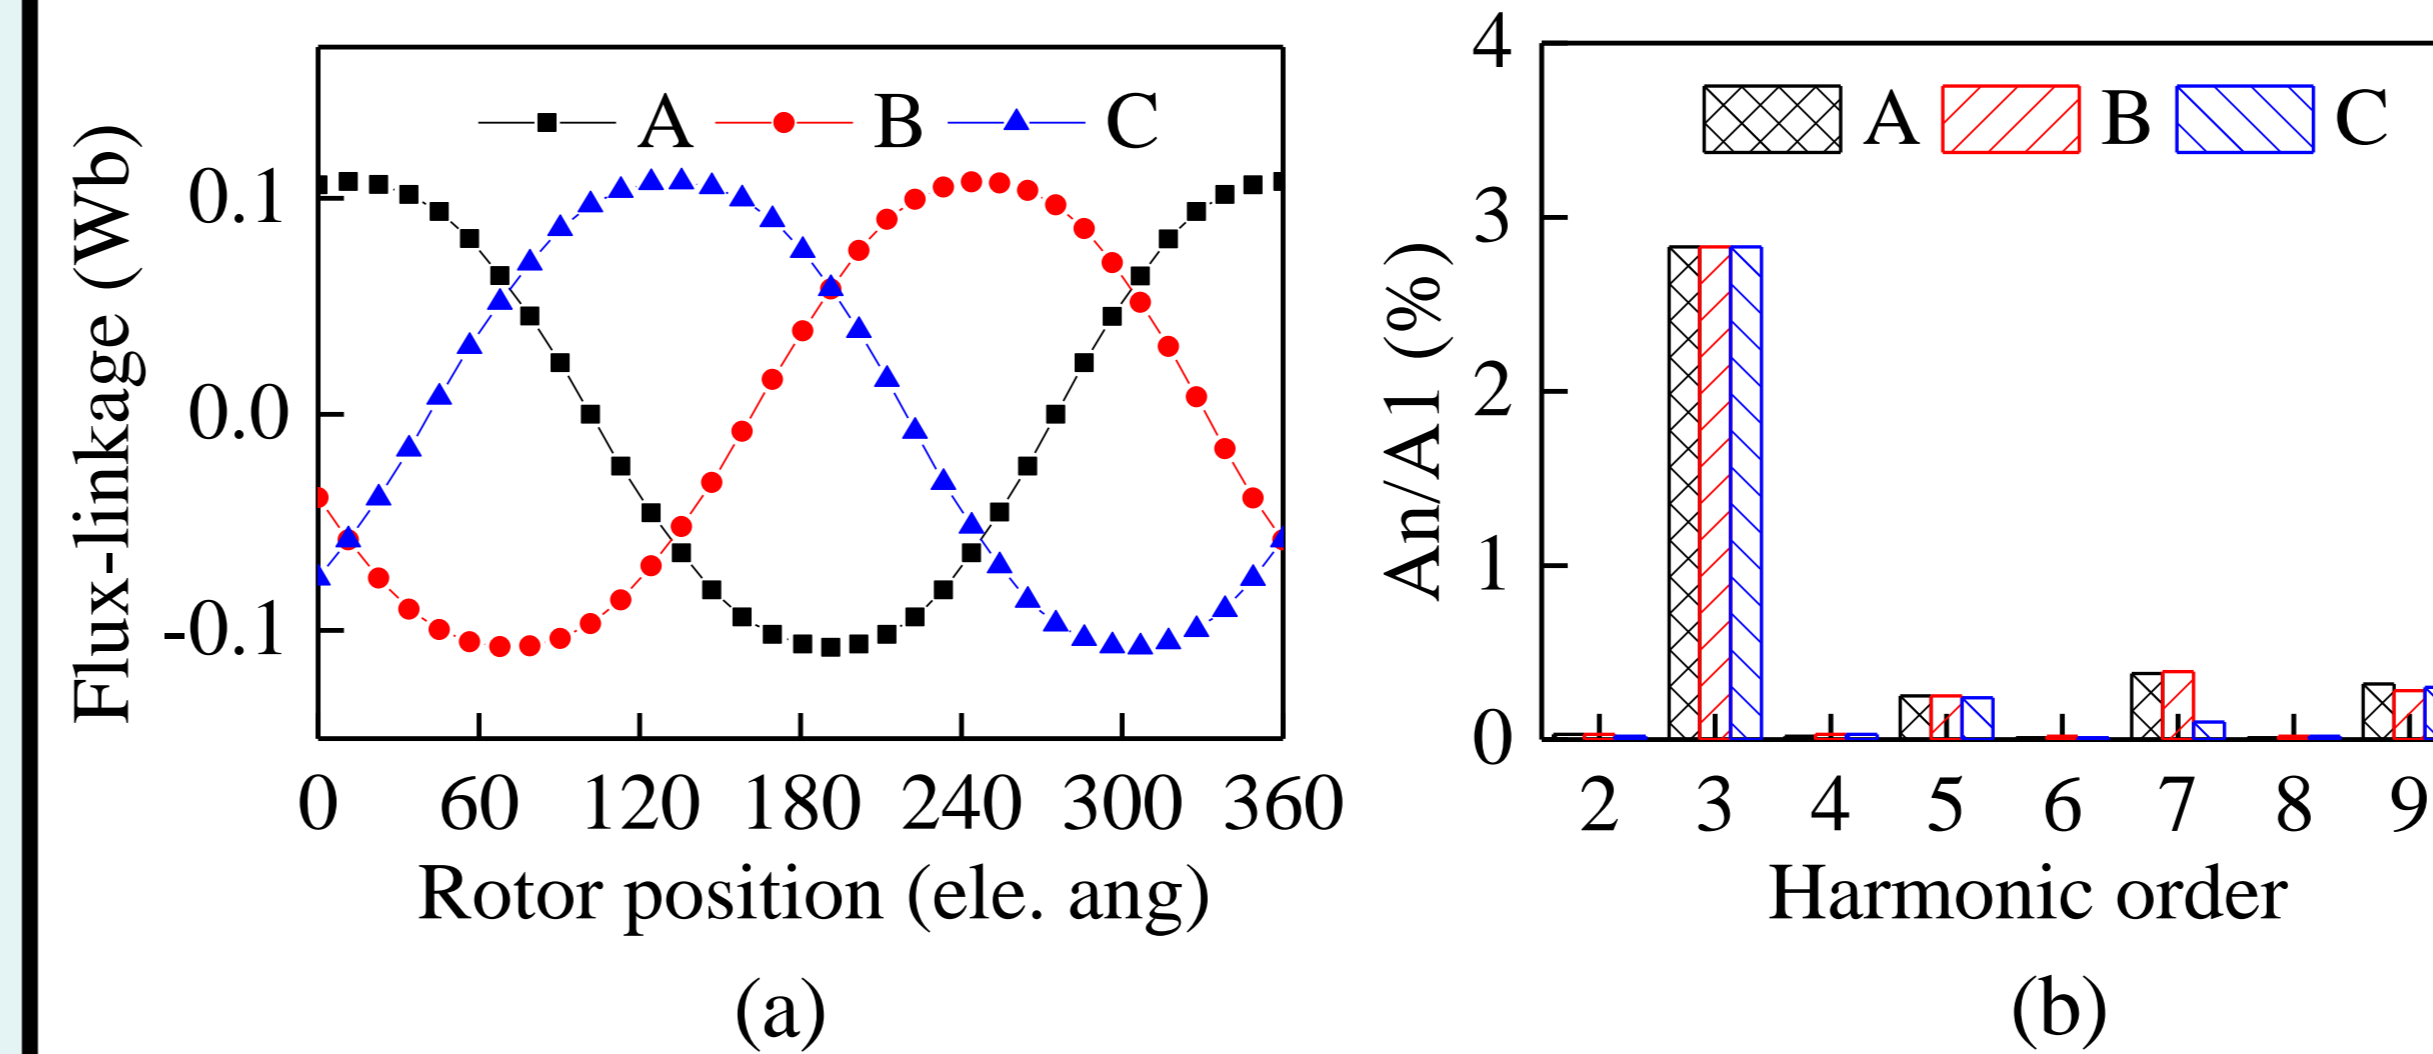 A B C
Flux-linkage (Wb)
0.1
0.0
-0.1
0 60 120 180 240 300 360
Rotor position (ele. ang)
(a)
A B C
An/A1 (%)
4
3
2
1
0
2 3 4 5 6 7 8 9
Harmonic order
(b)